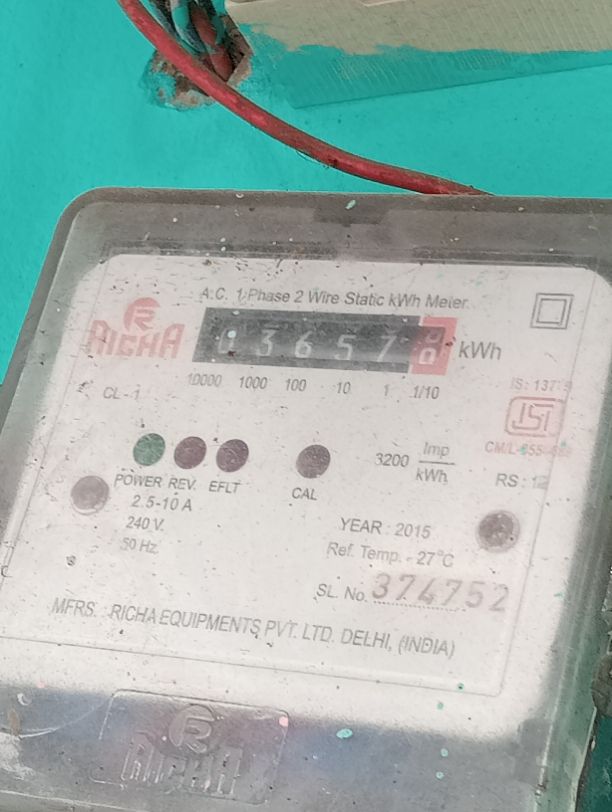 A.C. 1-Phase 2 Wire Static kWh Meter.
RICHA
1 3 6 5 7 0 kWh
10000 1000 100 10 1 1/10
CL - 1
IS : 137
ISI
CM/L-
3200 Imp
kWh
RS : 12
POWER REV. EFLT
CAL
2.5-10 A
240 V.
50 Hz.
YEAR : 2015
Ref. Temp. - 27°C
SL. No. 374752
MFRS. : RICHA EQUIPMENTS PVT. LTD. DELHI, (INDIA)
RICHA